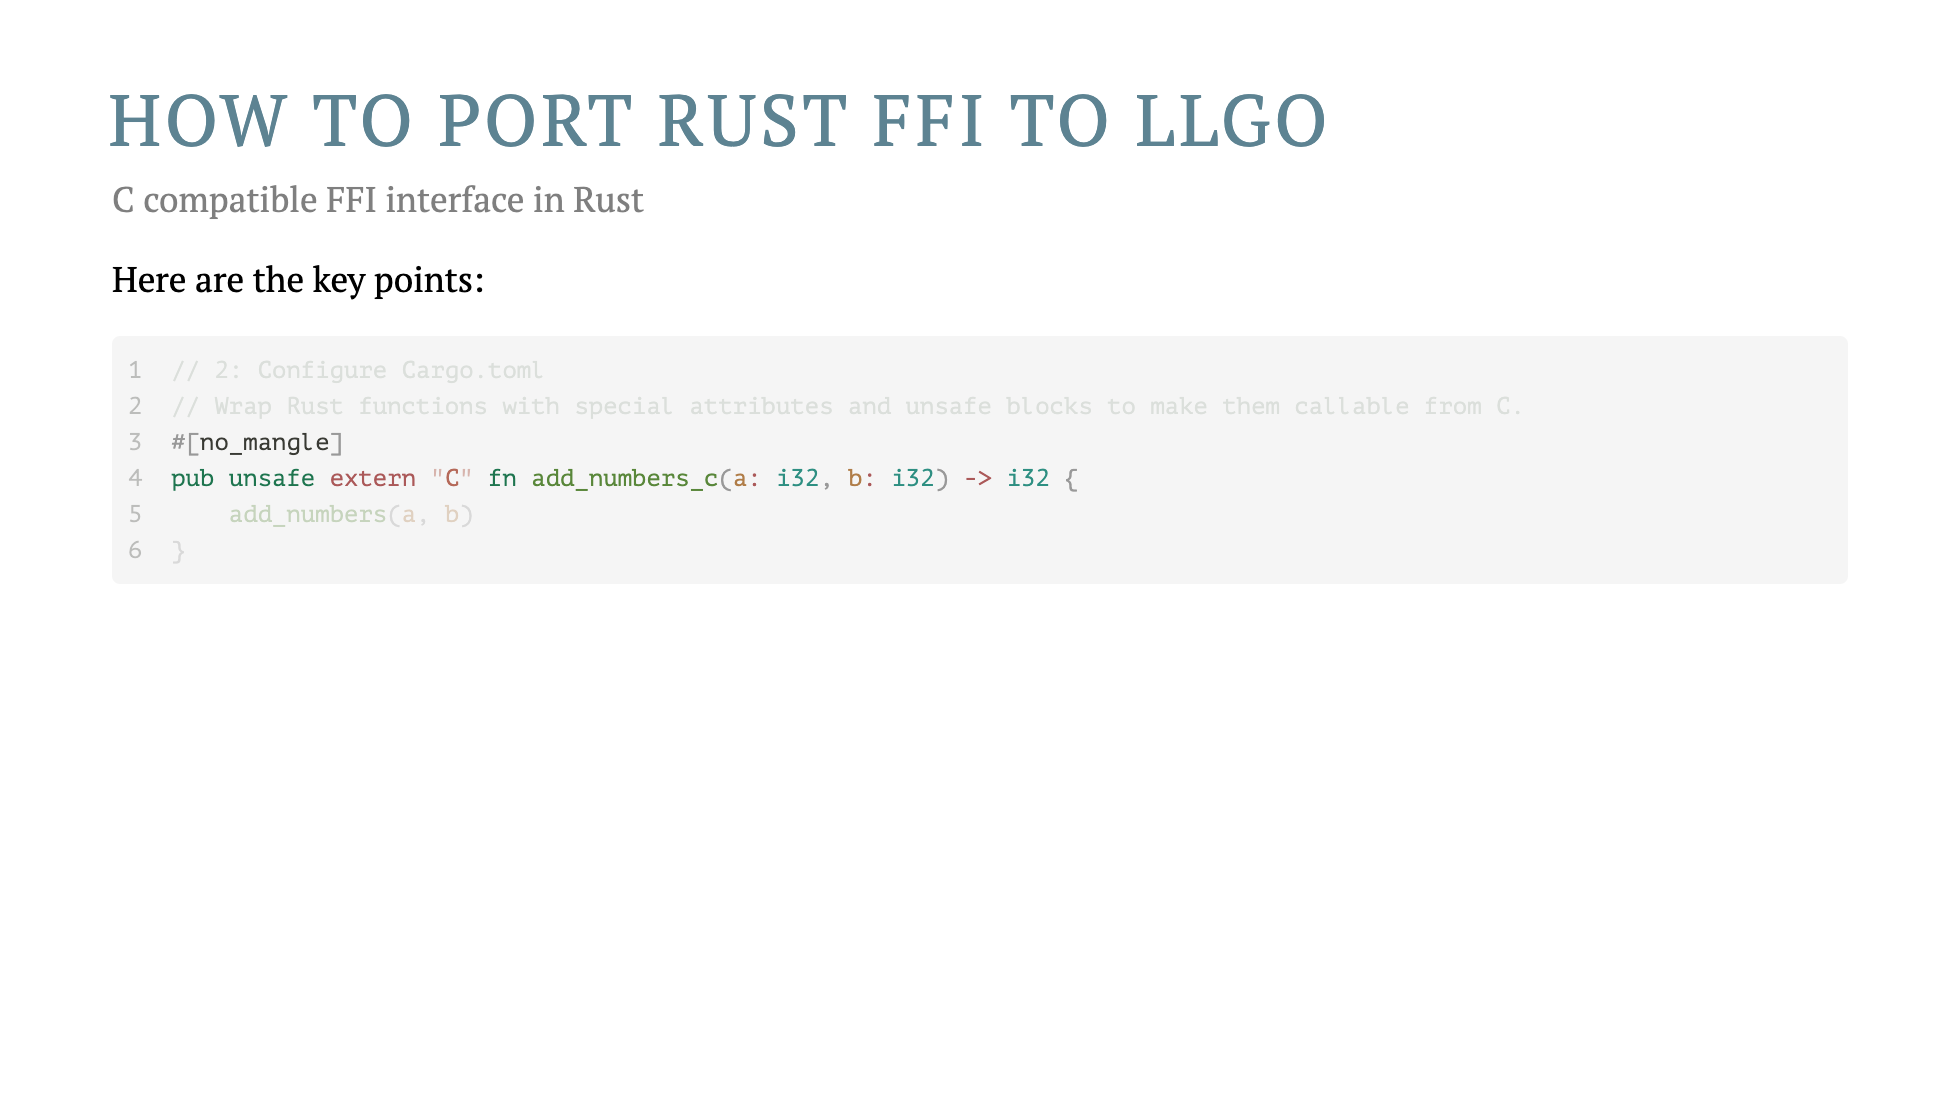 HOW TO PORT RUST FFI TO LLGO
C compatible FFI interface in Rust
Here are the key points:
1 // 2: Configure Cargo.toml
2 // Wrap Rust functions with special attributes and unsafe blocks to make them callable from C.
3 #[no_mangle]
4 pub unsafe extern "C" fn add_numbers_c(a: i32, b: i32) -> i32 {
5     add_numbers(a, b)
6 }